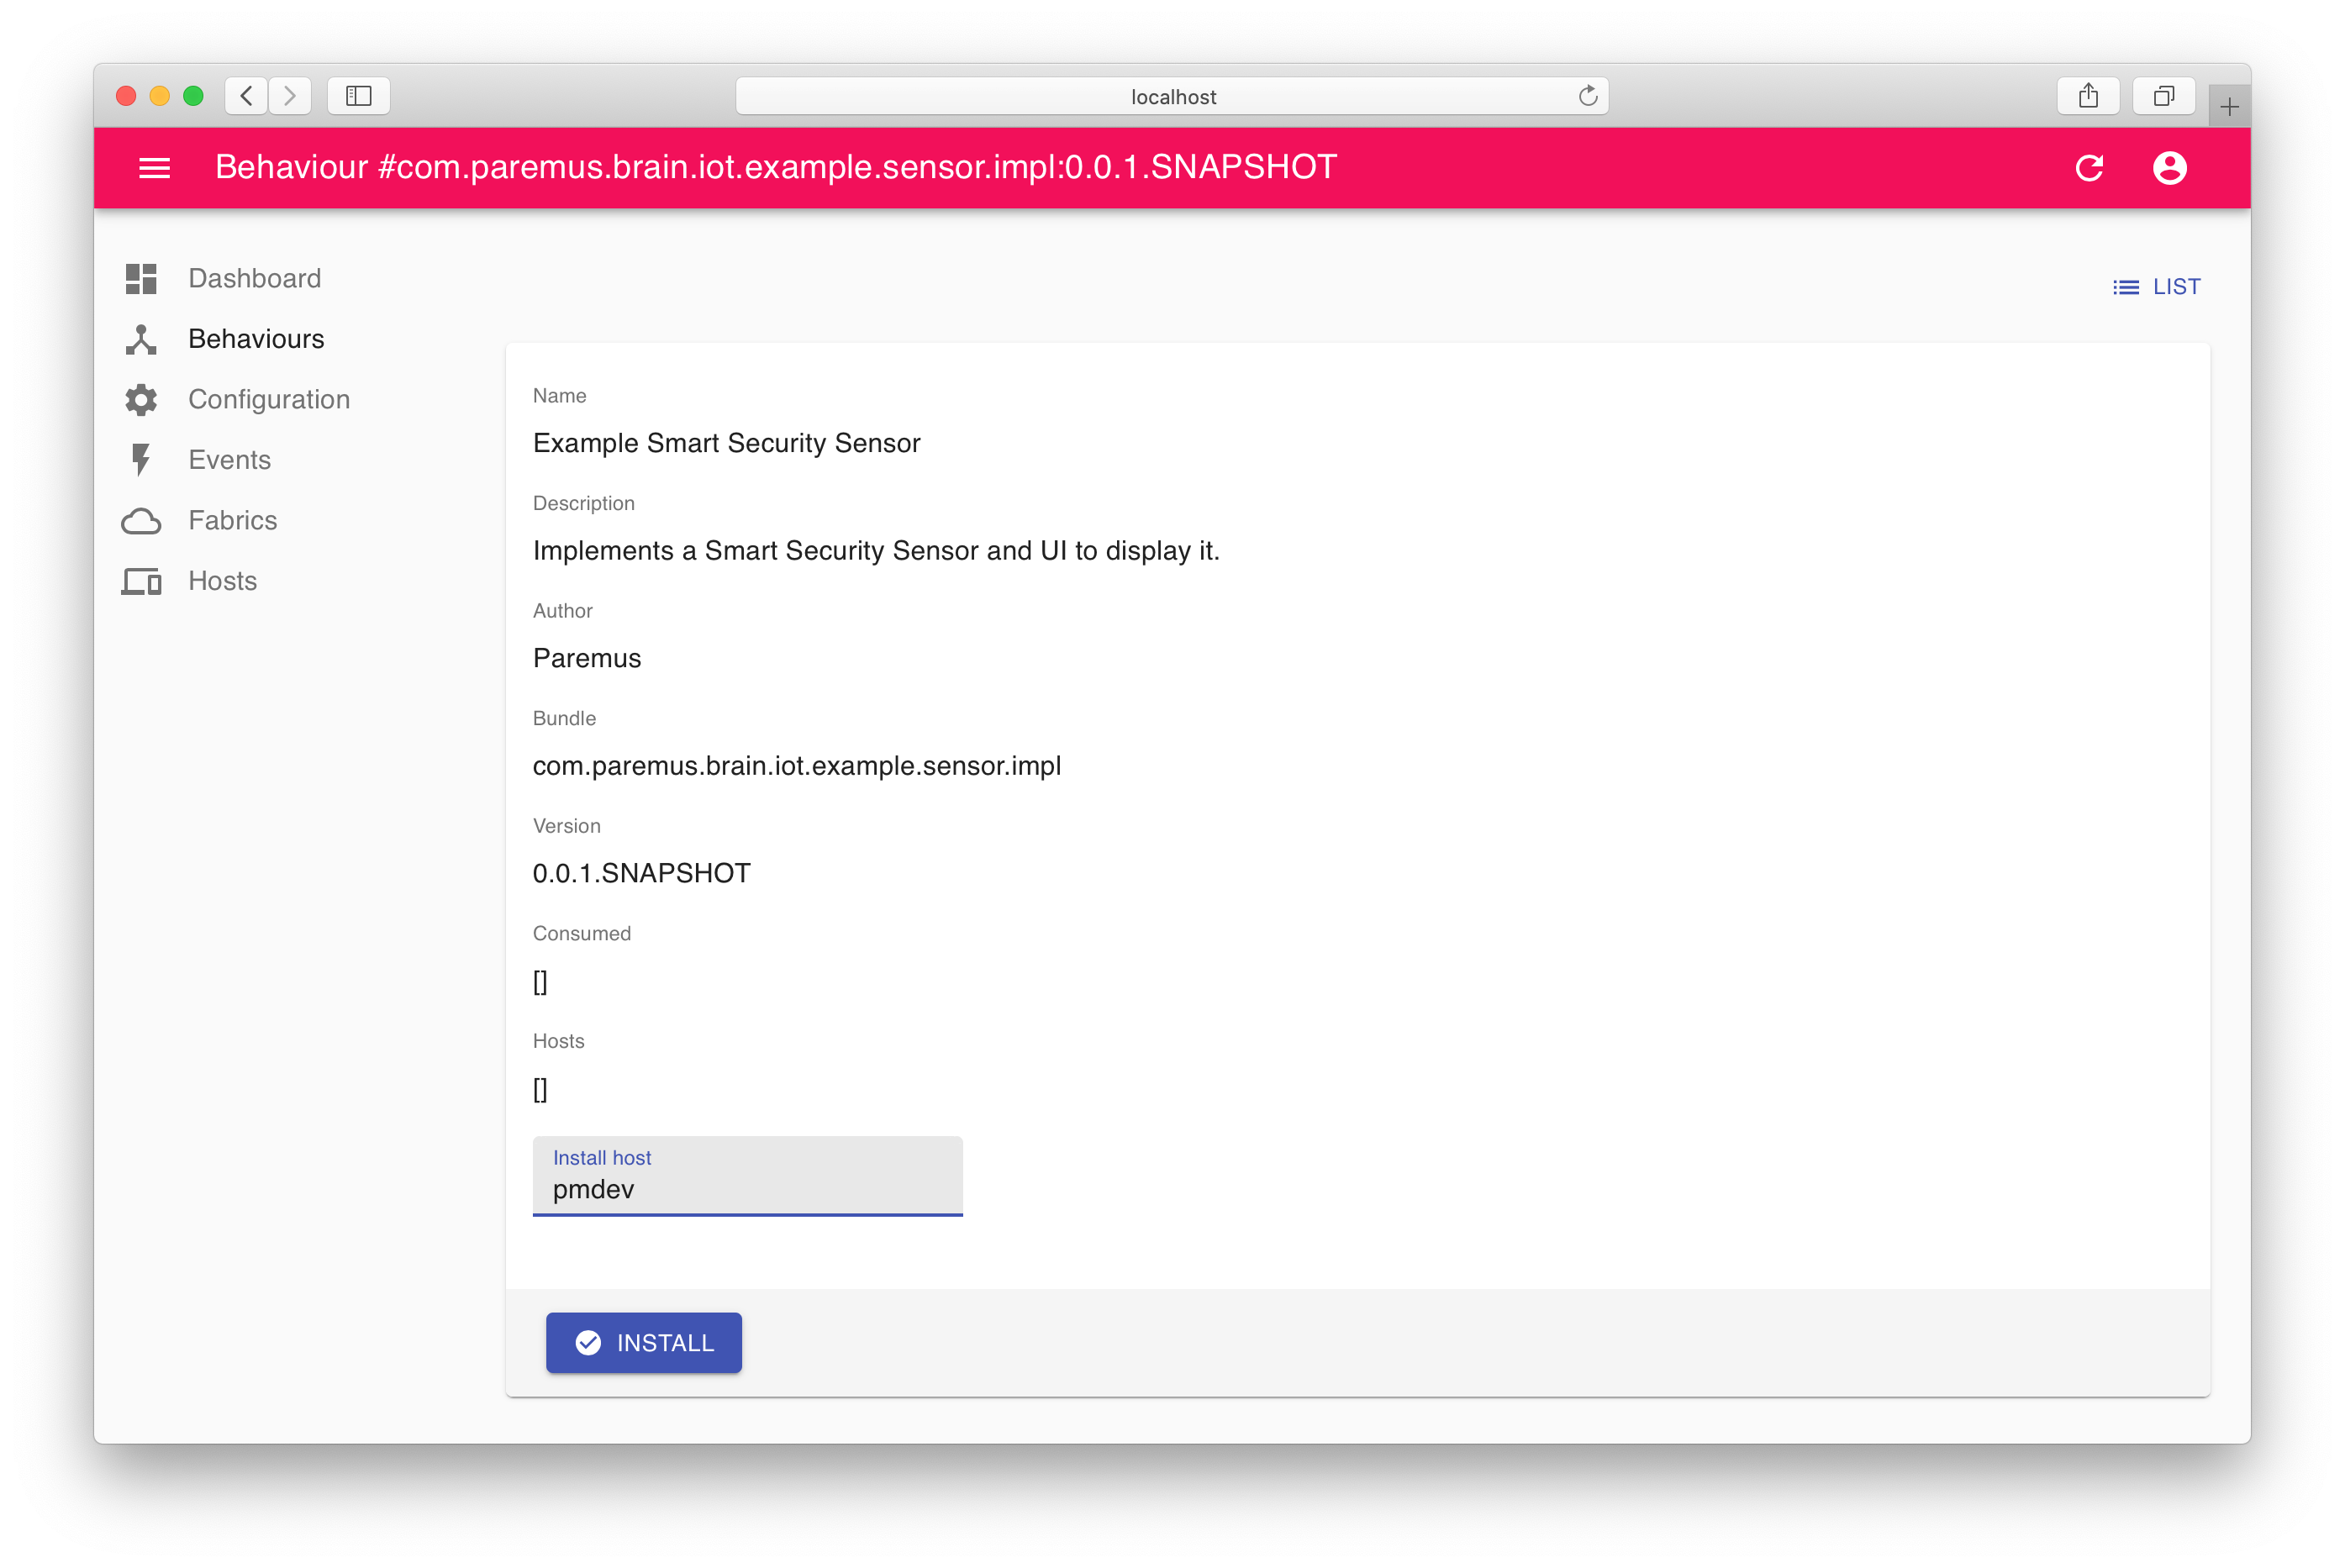 localhost
Behaviour #com.paremus.brain.iot.example.sensor.impl:0.0.1.SNAPSHOT
Dashboard
Behaviours
Configuration
Events
Fabrics
Hosts
LIST
Name
Example Smart Security Sensor
Description
Implements a Smart Security Sensor and UI to display it.
Author
Paremus
Bundle
com.paremus.brain.iot.example.sensor.impl
Version
0.0.1.SNAPSHOT
Consumed
[]
Hosts
[]
Install host
pmdev
INSTALL